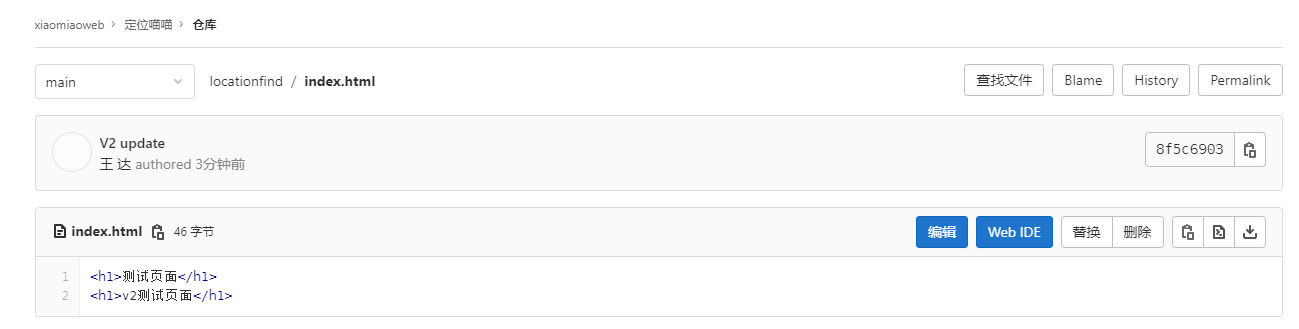 xiaomiaoweb > 定位喵喵 > 仓库
main locationfind / index.html 查找文件 Blame History Permalink
V2 update
王 达 authored 3分钟前 8f5c6903
index.html 46 字节 编辑 Web IDE 替换 删除
1 <h1>测试页面</h1>
2 <h1>v2测试页面</h1>